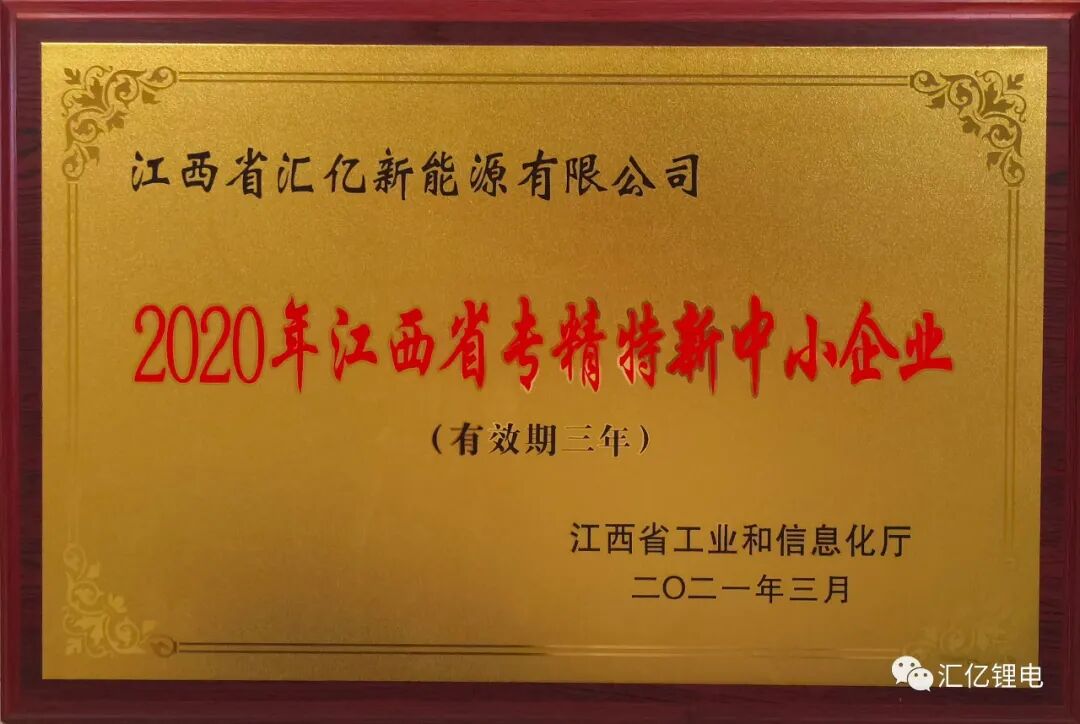 江西省汇亿新能源有限公司
2020年江西省专精特新中小企业
（有效期三年）
江西省工业和信息化厅
二〇二一年三月
汇亿锂电